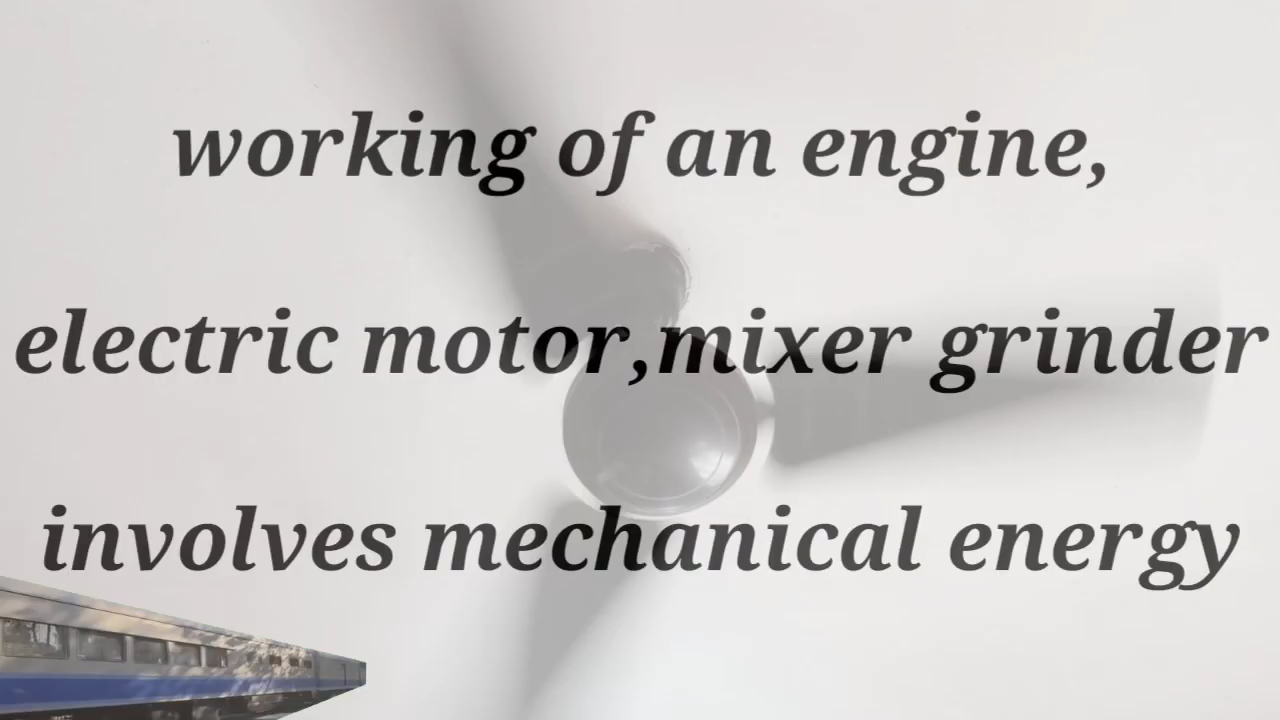 working of an engine,
electric motor,mixer grinder
involves mechanical energy